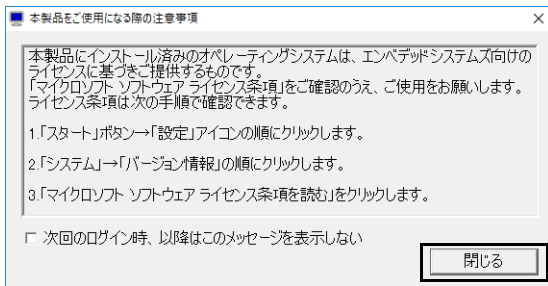 本製品をご使用になる際の注意事項
本製品にインストール済みのオペレーティングシステムは、エンベデッドシステムズ向けの
ライセンスに基づきご提供するものです。
「マイクロソフト ソフトウェア ライセンス条項」をご確認のうえ、ご使用をお願いします。
ライセンス条項は次の手順で確認できます。
1.「スタート」ボタン→「設定」アイコンの順にクリックします。
2.「システム」→「バージョン情報」の順にクリックします。
3.「マイクロソフト ソフトウェア ライセンス条項を読む」をクリックします。
次回のログイン時、以降はこのメッセージを表示しない
閉じる